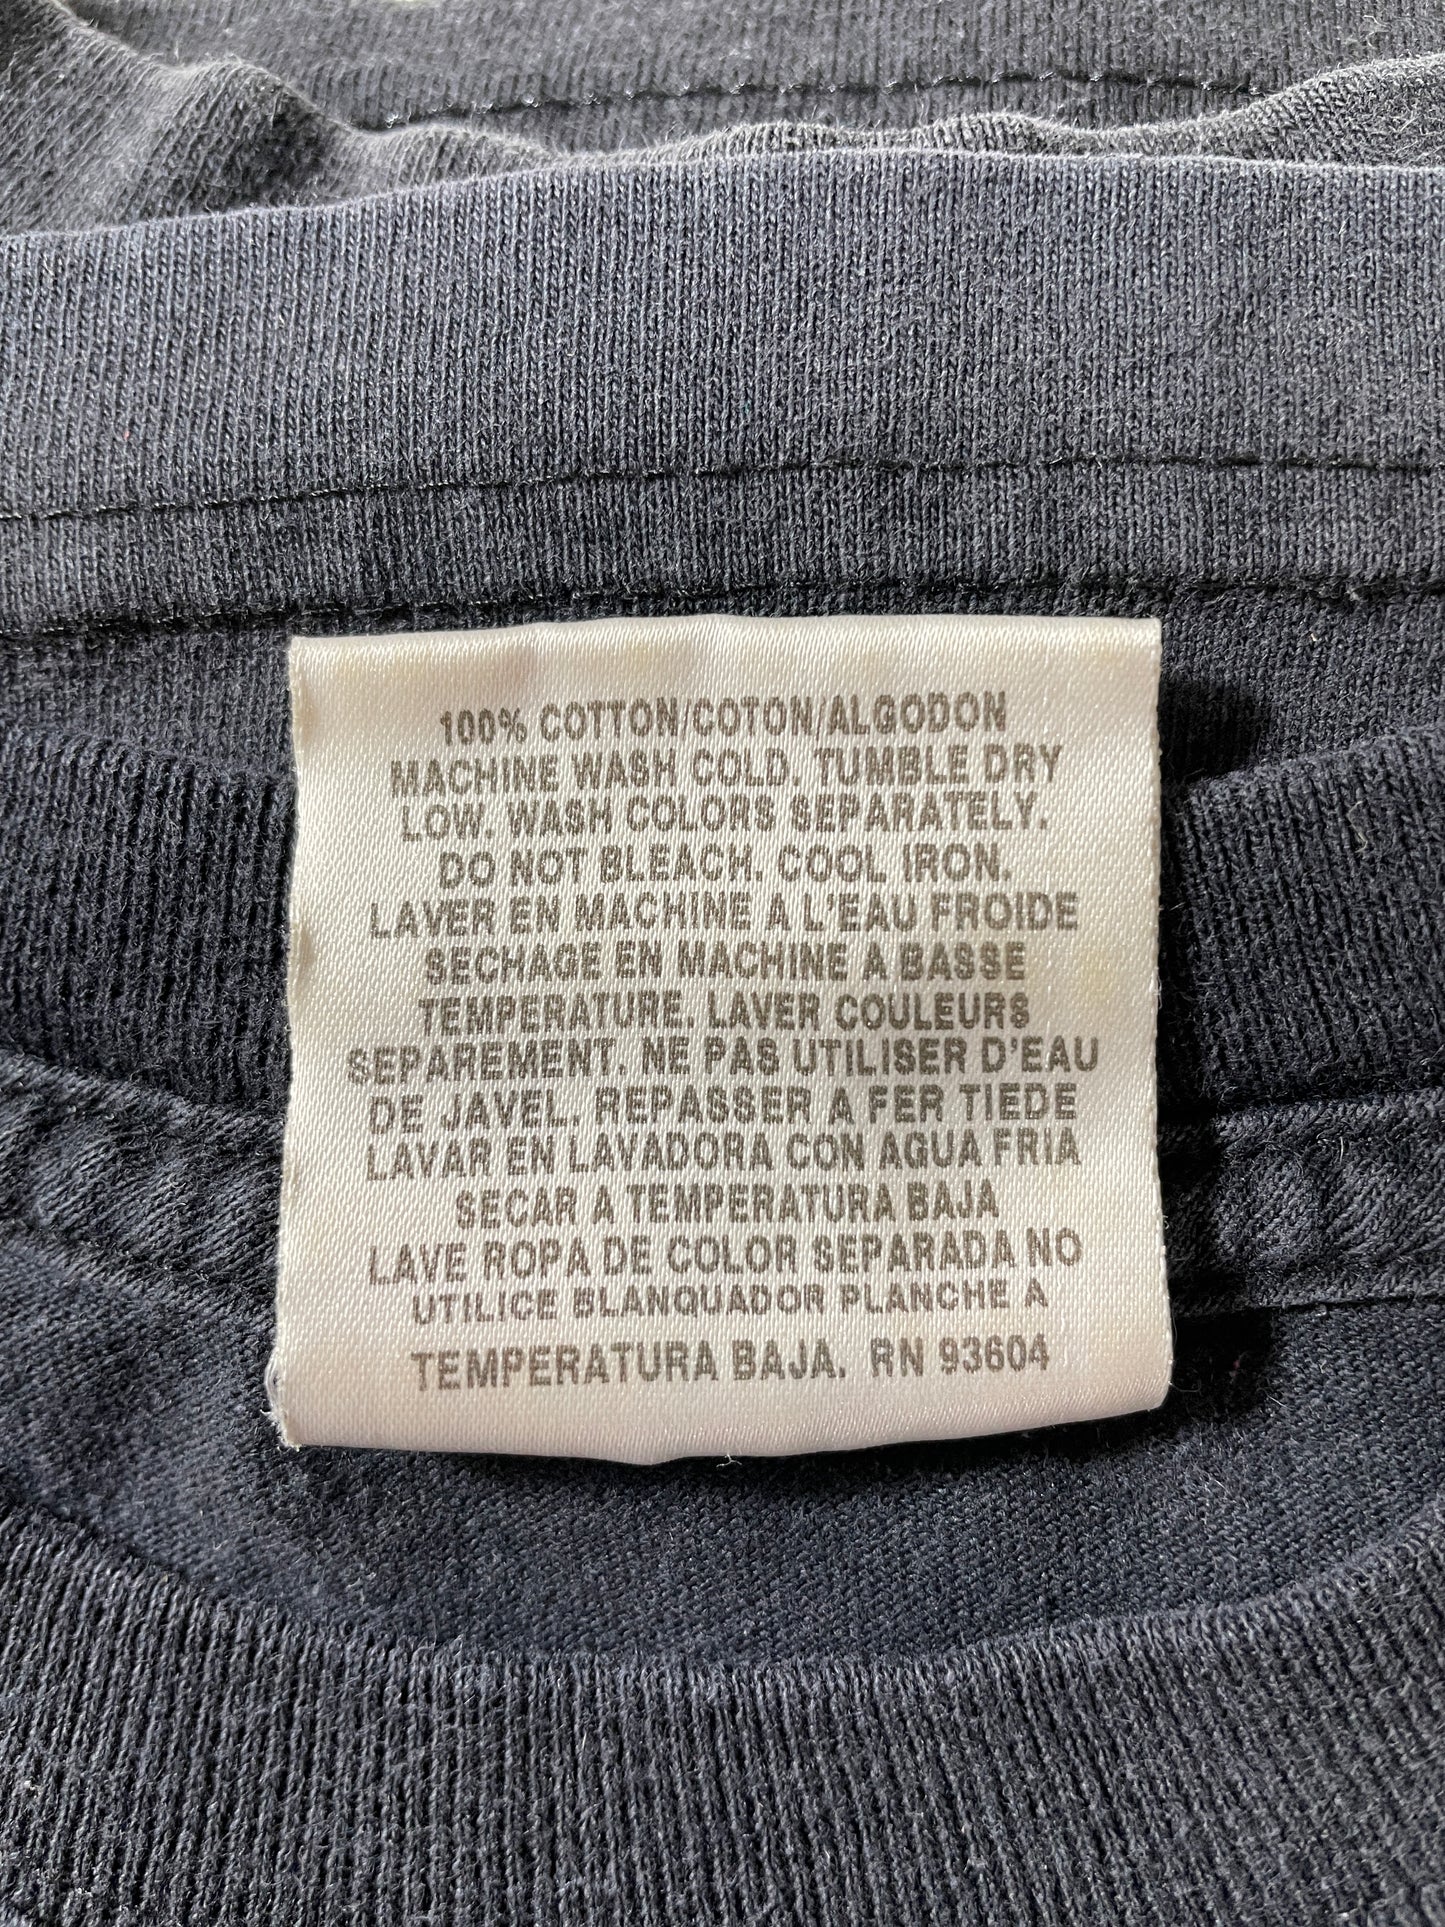 100% COTTON/COTON/ALGODON
MACHINE WASH COLD. TUMBLE DRY
LOW. WASH COLORS SEPARATELY.
DO NOT BLEACH. COOL IRON.
LAVER EN MACHINE A L'EAU FROIDE
SECHAGE EN MACHINE A BASSE
TEMPERATURE. LAVER COULEURS
SEPAREMENT. NE PAS UTILISER D'EAU
DE JAVEL. REPASSER A FER TIEDE
LAVAR EN LAVADORA CON AGUA FRIA
SECAR A TEMPERATURA BAJA
LAVE ROPA DE COLOR SEPARADA NO
UTILICE BLANQUADOR PLANCHE A
TEMPERATURA BAJA. RN 93604